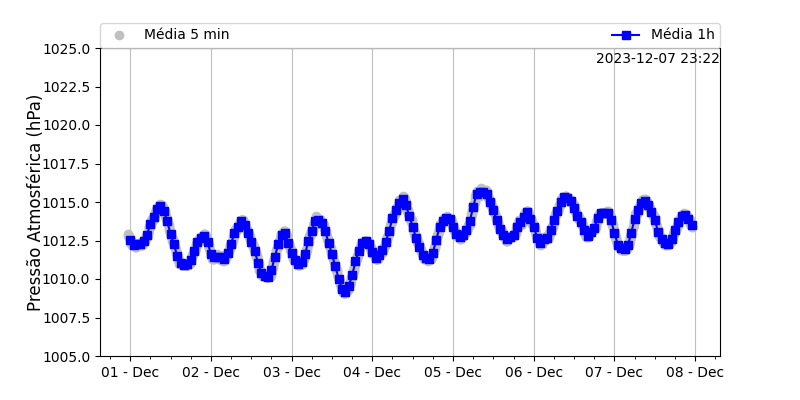 Média 5 min
Média 1h
2023-12-07 23:22
Pressão Atmosférica (hPa)
1025.0
1022.5
1020.0
1017.5
1015.0
1012.5
1010.0
1007.5
1005.0
01 - Dec
02 - Dec
03 - Dec
04 - Dec
05 - Dec
06 - Dec
07 - Dec
08 - Dec